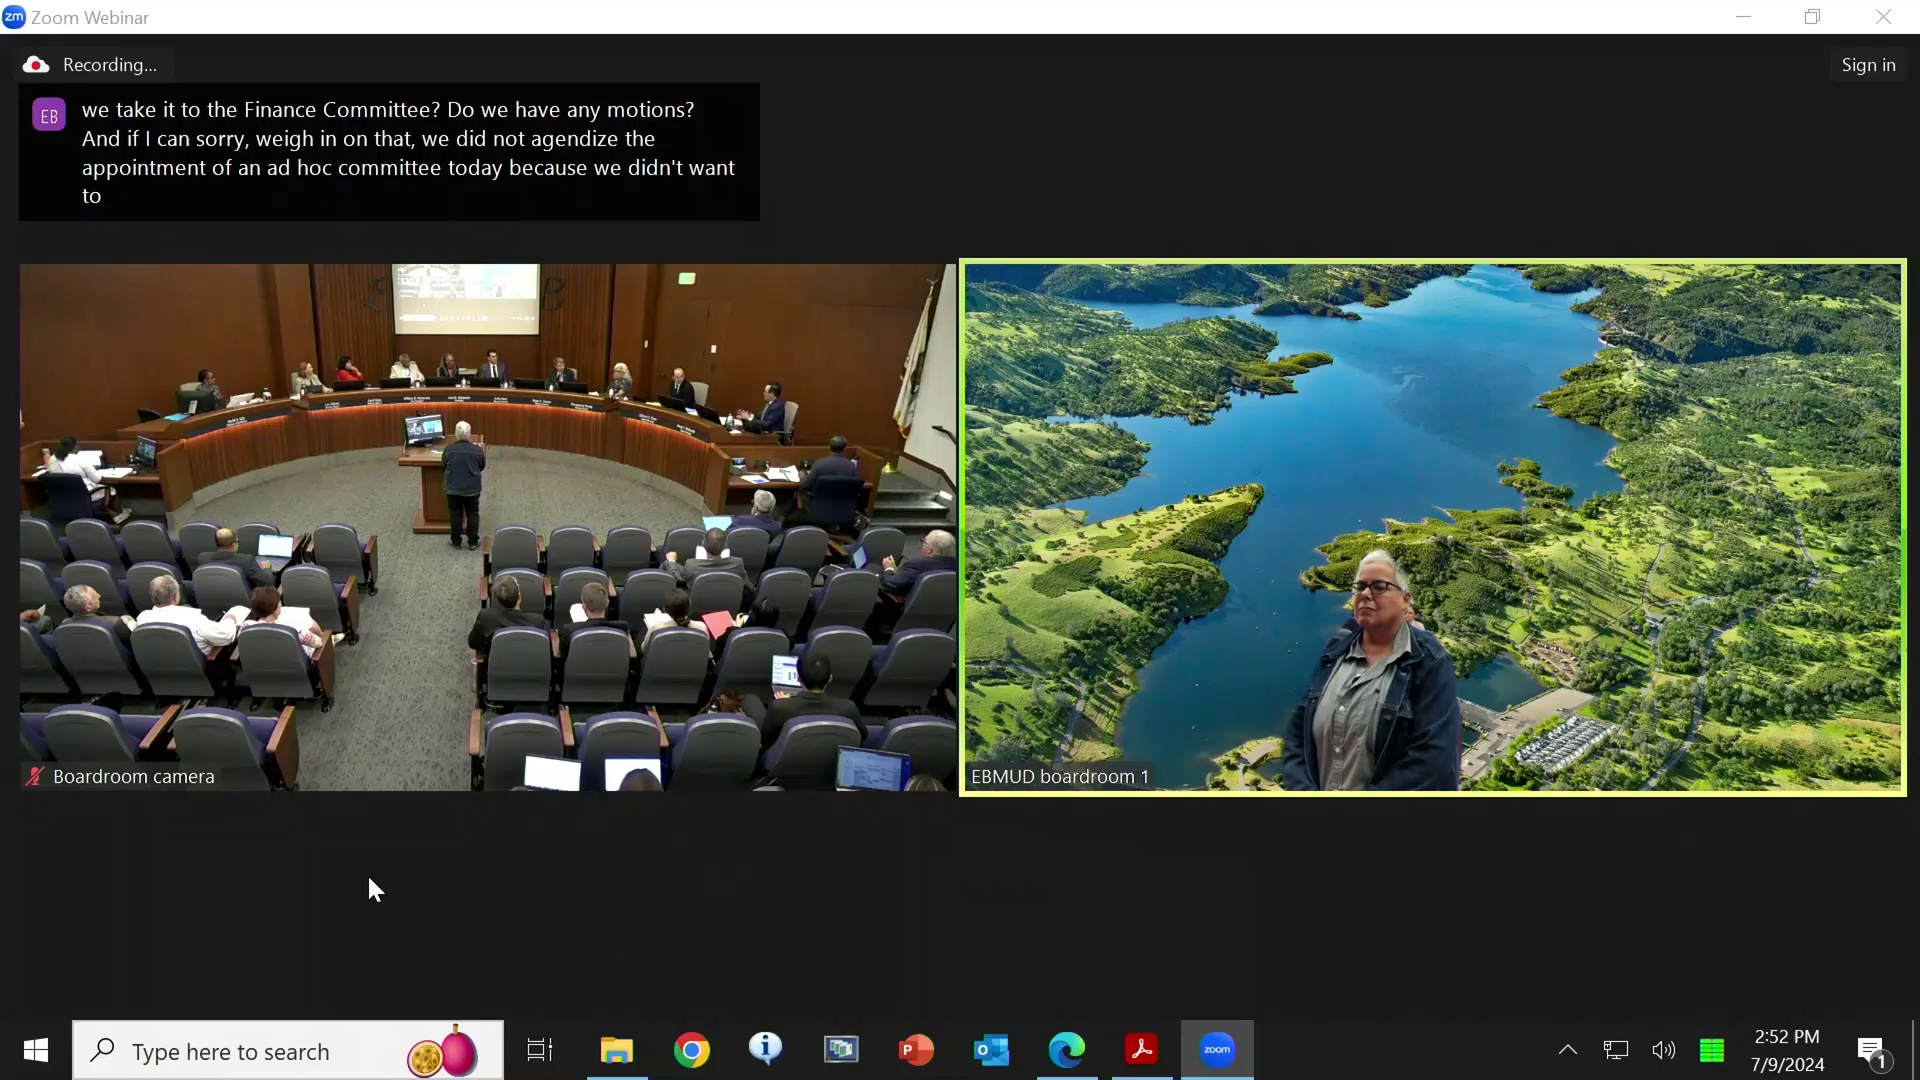 zm Zoom Webinar
Recording...
Sign in
EB
we take it to the Finance Committee? Do we have any motions?
And if I can sorry, weigh in on that, we did not agendize the
appointment of an ad hoc committee today because we didn't want
to
Boardroom camera
EBMUD boardroom 1
Type here to search
zoom
2:52 PM
7/9/2024
1